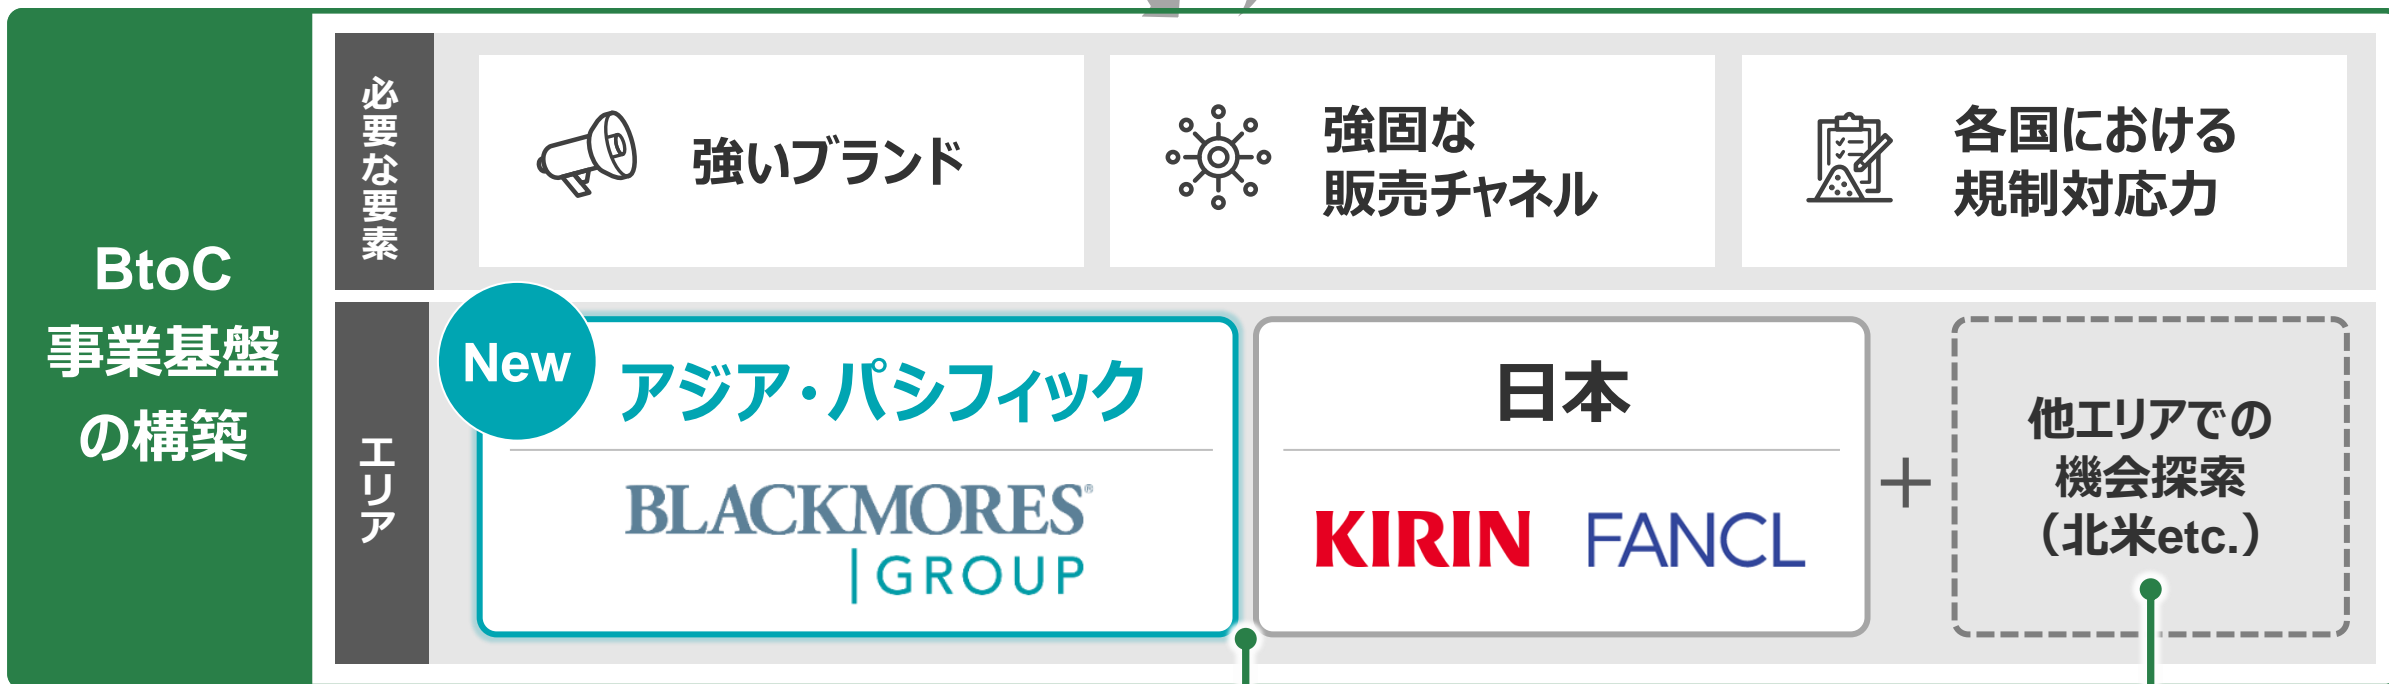 BtoC
事業基盤
の構築
必要な要素
強いブランド
強固な
販売チャネル
各国における
規制対応力
エリア
New
アジア・パシフィック
BLACKMORES®
GROUP
日本
KIRIN FANCL
+
他エリアでの
機会探索
（北米etc.）